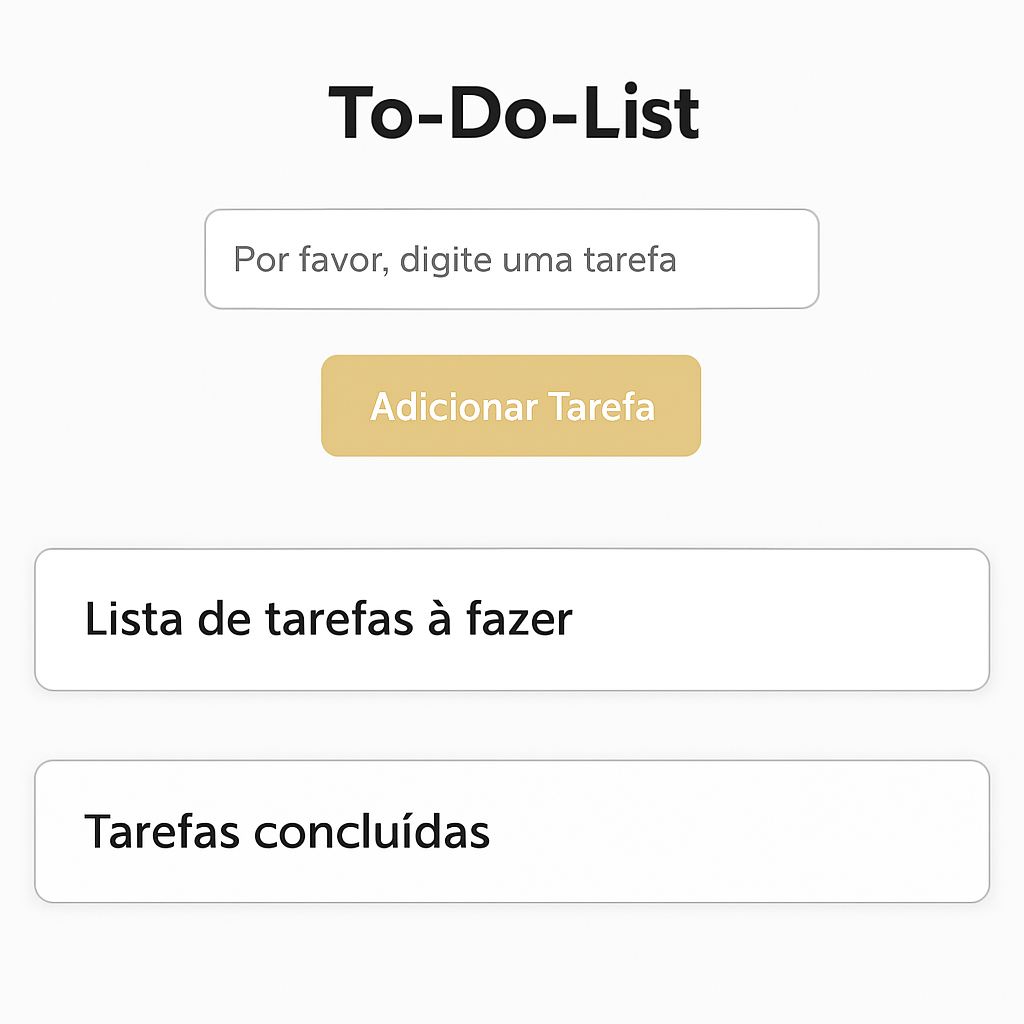 To-Do-List
Por favor, digite uma tarefa
Adicionar Tarefa
Lista de tarefas à fazer
Tarefas concluídas